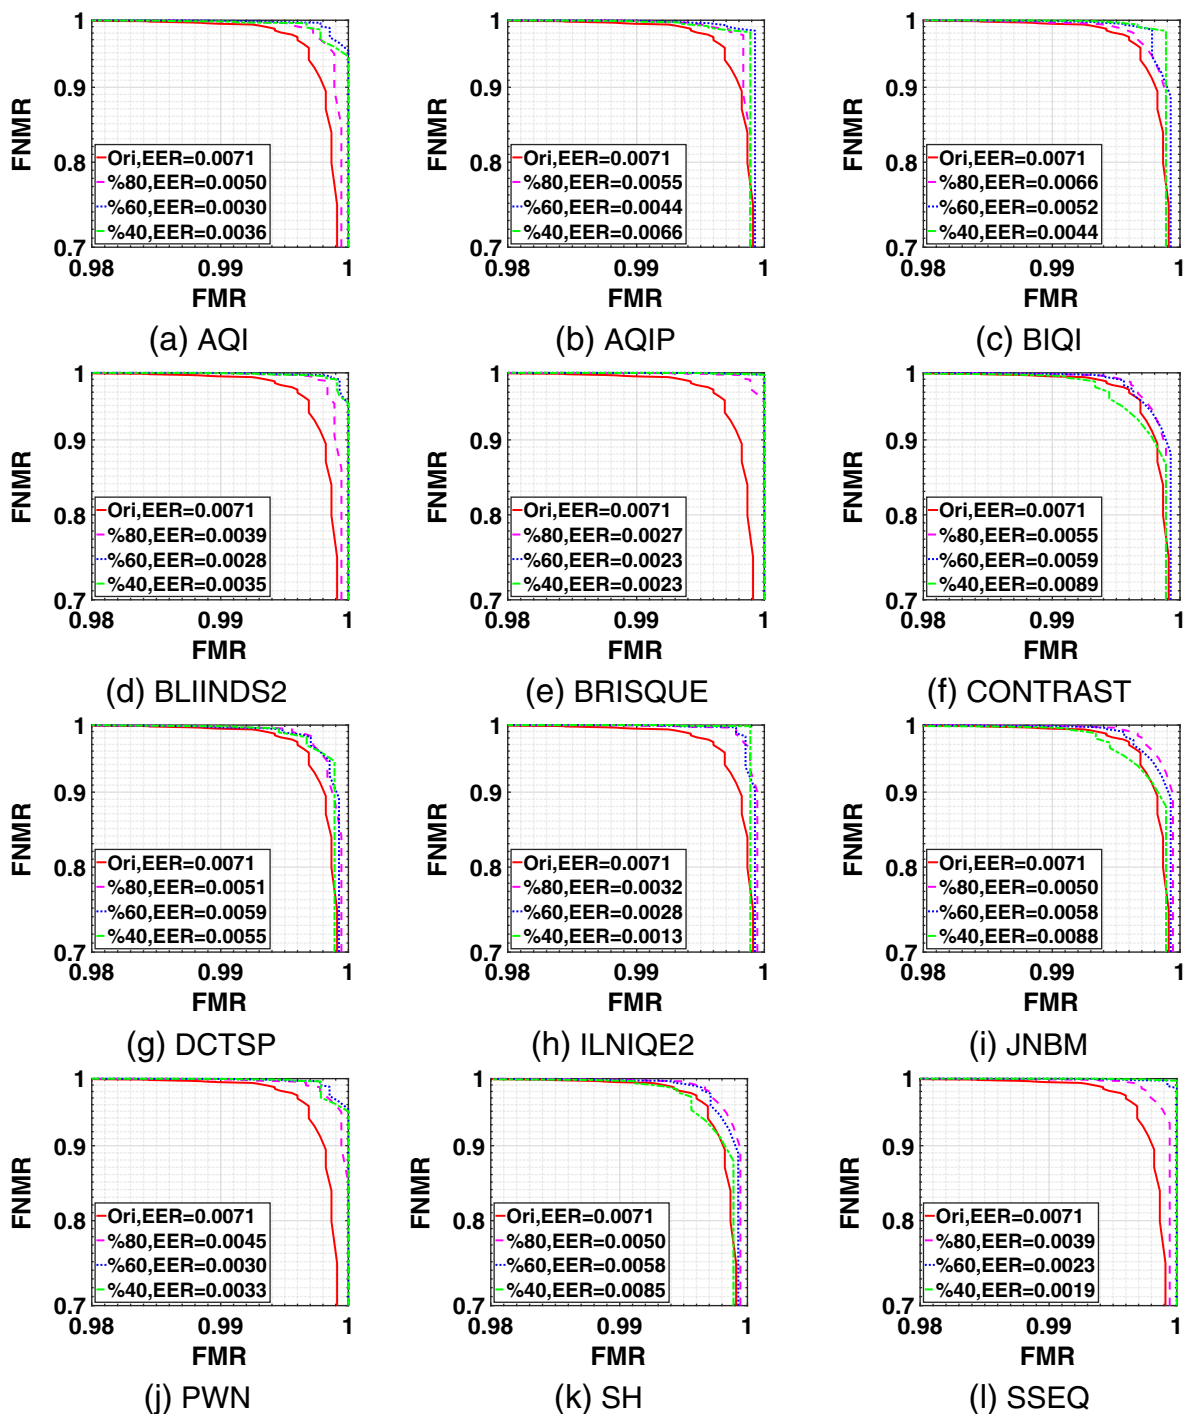 1
0.9
0.8
0.7
FNMR
Ori,EER=0.0071
%80,EER=0.0050
%60,EER=0.0030
%40,EER=0.0036
0.98
0.99
1
FMR
(a) AQI
1
0.9
0.8
0.7
FNMR
Ori,EER=0.0071
%80,EER=0.0055
%60,EER=0.0044
%40,EER=0.0066
0.98
0.99
1
FMR
(b) AQIP
1
0.9
0.8
0.7
FNMR
Ori,EER=0.0071
%80,EER=0.0066
%60,EER=0.0052
%40,EER=0.0044
0.98
0.99
1
FMR
(c) BIQI
1
0.9
0.8
0.7
FNMR
Ori,EER=0.0071
%80,EER=0.0039
%60,EER=0.0028
%40,EER=0.0035
0.98
0.99
1
FMR
(d) BLIINDS2
1
0.9
0.8
0.7
FNMR
Ori,EER=0.0071
%80,EER=0.0027
%60,EER=0.0023
%40,EER=0.0023
0.98
0.99
1
FMR
(e) BRISQUE
1
0.9
0.8
0.7
FNMR
Ori,EER=0.0071
%80,EER=0.0055
%60,EER=0.0059
%40,EER=0.0089
0.98
0.99
1
FMR
(f) CONTRAST
1
0.9
0.8
0.7
FNMR
Ori,EER=0.0071
%80,EER=0.0051
%60,EER=0.0059
%40,EER=0.0055
0.98
0.99
1
FMR
(g) DCTSP
1
0.9
0.8
0.7
FNMR
Ori,EER=0.0071
%80,EER=0.0032
%60,EER=0.0028
%40,EER=0.0013
0.98
0.99
1
FMR
(h) ILNIQE2
1
0.9
0.8
0.7
FNMR
Ori,EER=0.0071
%80,EER=0.0050
%60,EER=0.0058
%40,EER=0.0088
0.98
0.99
1
FMR
(i) JNBM
1
0.9
0.8
0.7
FNMR
Ori,EER=0.0071
%80,EER=0.0045
%60,EER=0.0030
%40,EER=0.0033
0.98
0.99
1
FMR
(j) PWN
1
0.9
0.8
0.7
FNMR
Ori,EER=0.0071
%80,EER=0.0050
%60,EER=0.0058
%40,EER=0.0085
0.98
0.99
1
FMR
(k) SH
1
0.9
0.8
0.7
FNMR
Ori,EER=0.0071
%80,EER=0.0039
%60,EER=0.0023
%40,EER=0.0019
0.98
0.99
1
FMR
(l) SSEQ